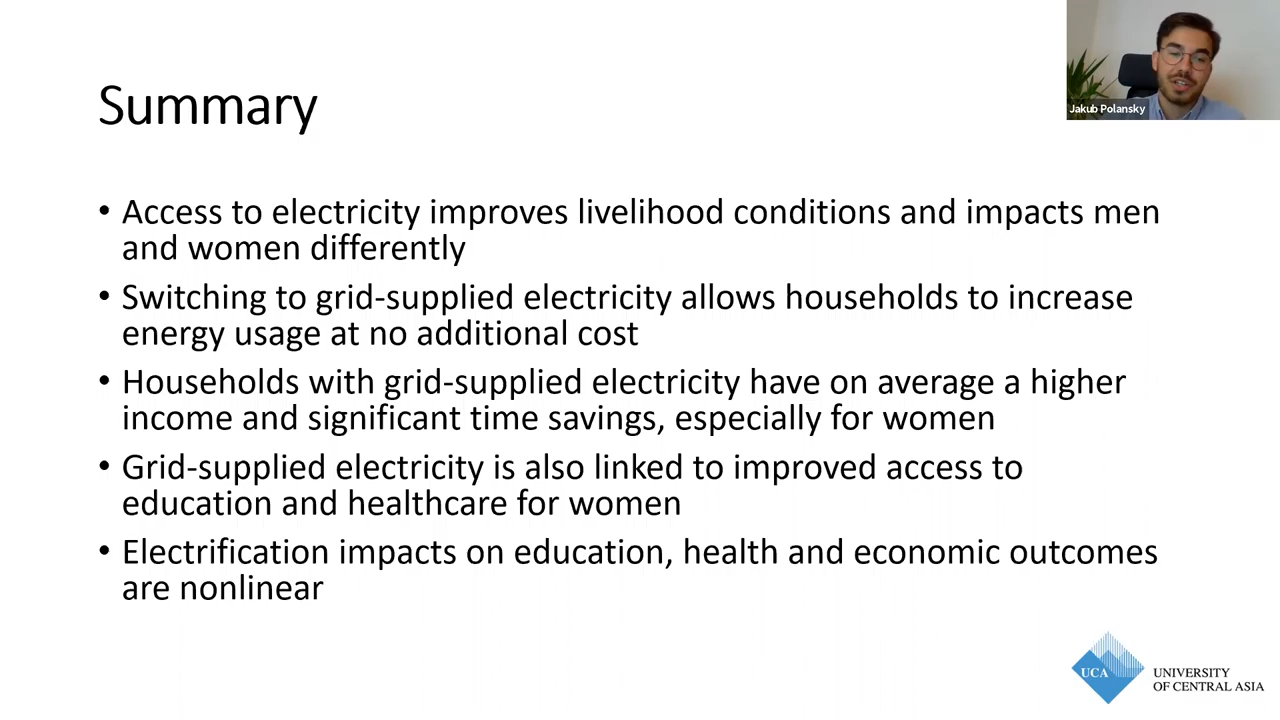 Summary
Jakub Polansky
• Access to electricity improves livelihood conditions and impacts men
and women differently
• Switching to grid-supplied electricity allows households to increase
energy usage at no additional cost
• Households with grid-supplied electricity have on average a higher
income and significant time savings, especially for women
• Grid-supplied electricity is also linked to improved access to
education and healthcare for women
• Electrification impacts on education, health and economic outcomes
are nonlinear
UCA
UNIVERSITY
OF CENTRAL ASIA